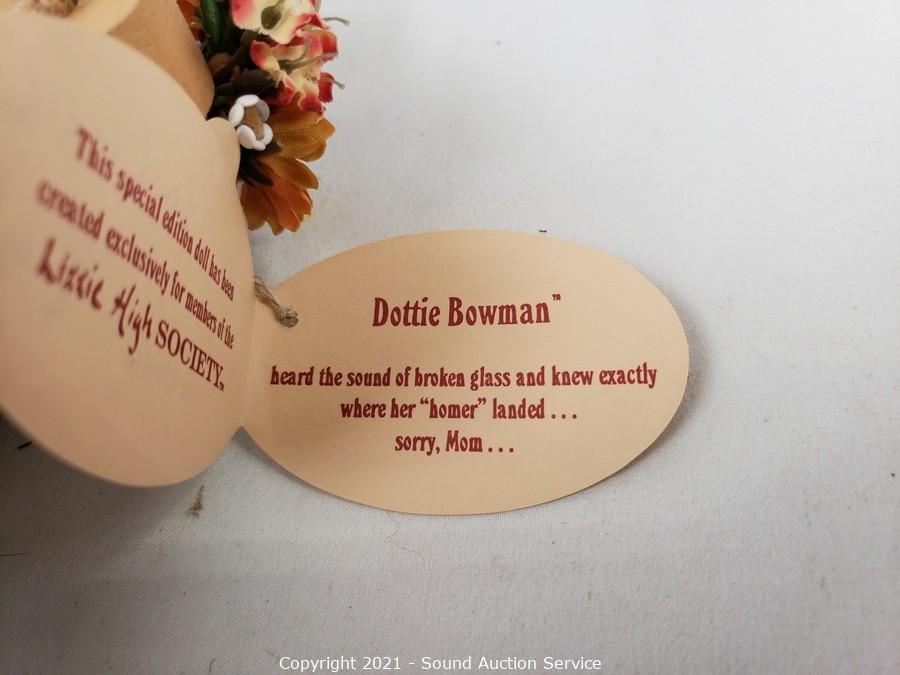 This special edition doll has been
created exclusively for members of the
Lizzie High SOCIETY™
Dottie Bowman™
heard the sound of broken glass and knew exactly
where her “homer” landed . . .
sorry, Mom . . .
Copyright 2021 - Sound Auction Service